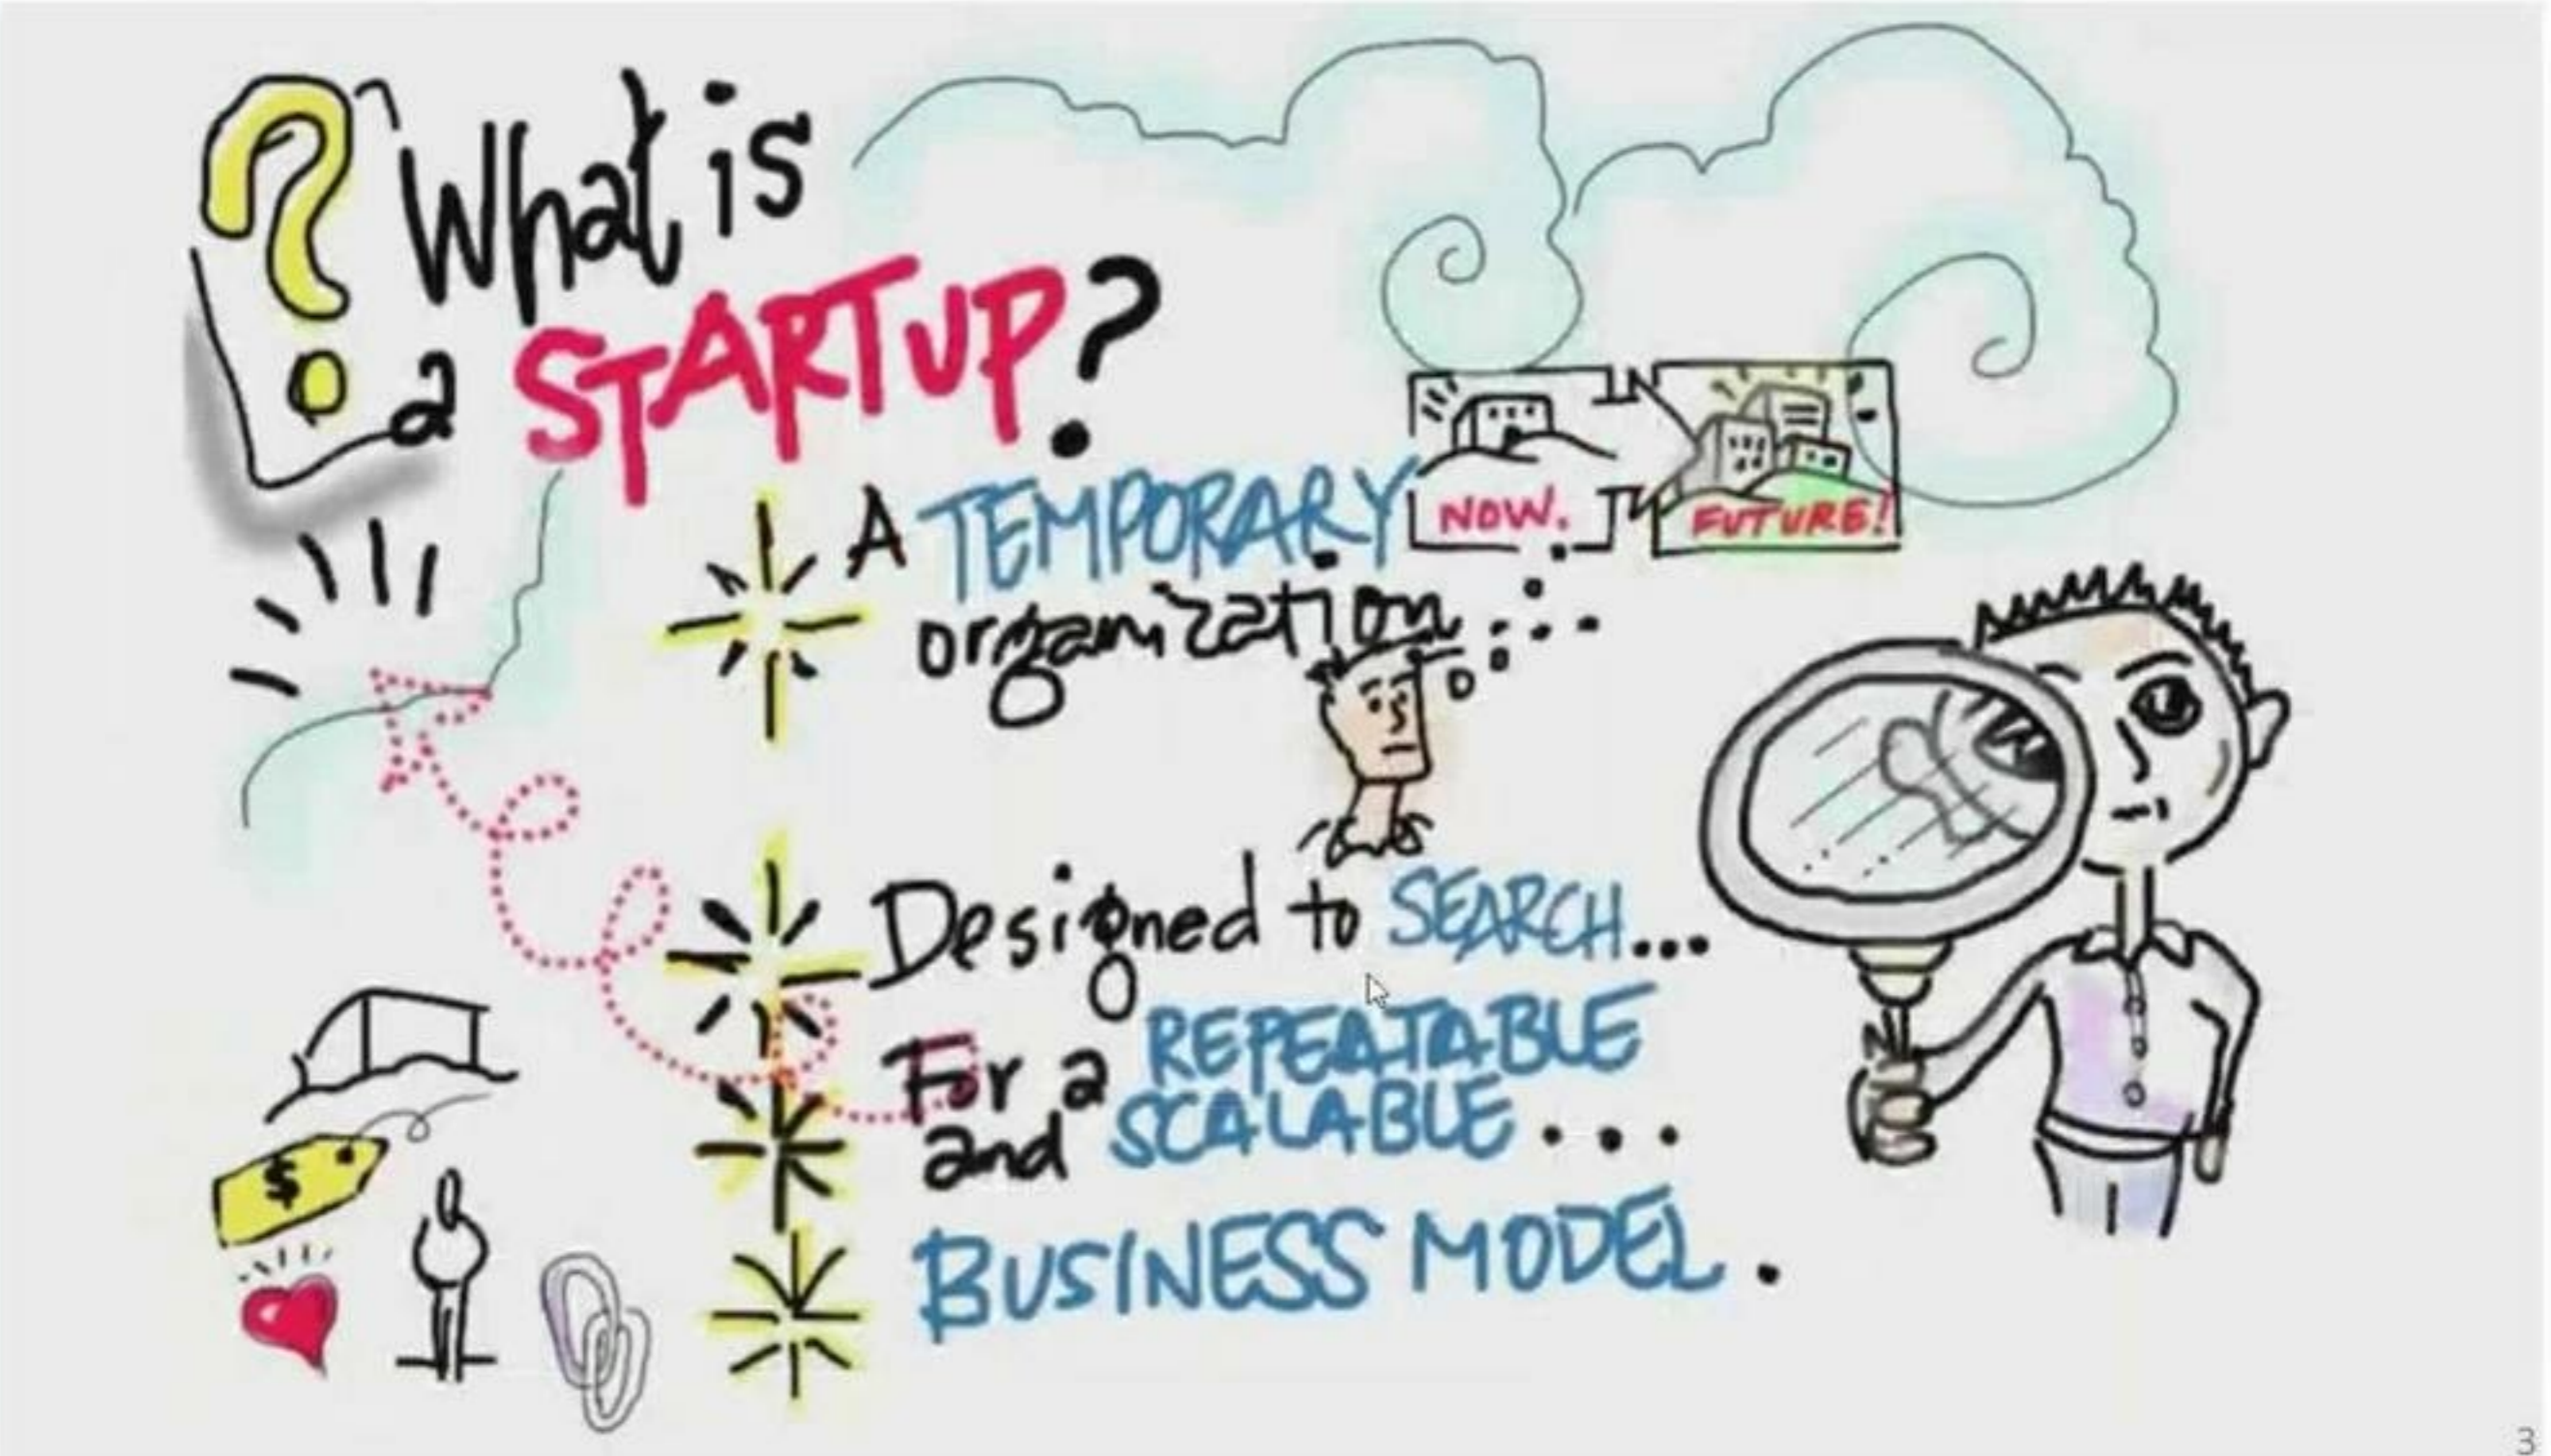 What is
a STARTUP?
A TEMPORARY
organization
NOW.
FUTURE!
Designed to SEARCH...
For a REPEATABLE
and SCALABLE...
BUSINESS MODEL.
$
3